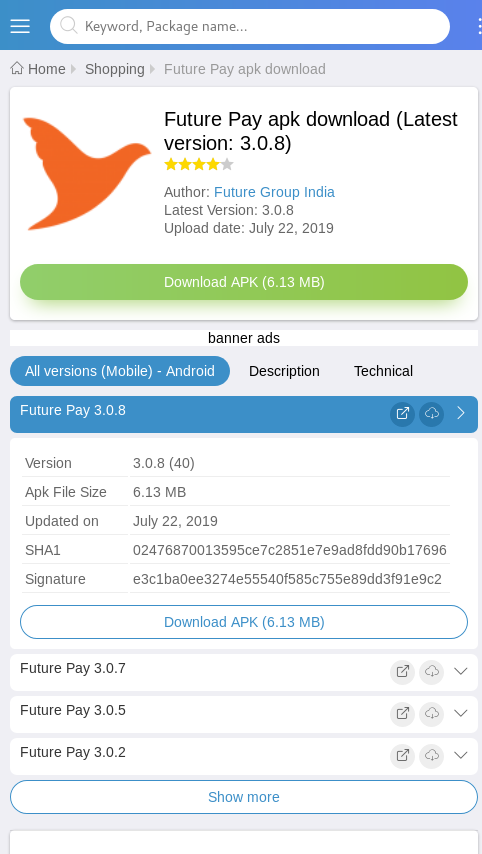 Keyword, Package name...
Home Shopping Future Pay apk download
Future Pay apk download (Latest
version: 3.0.8)
Author: Future Group India
Latest Version: 3.0.8
Upload date: July 22, 2019
Download APK (6.13 MB)
banner ads
All versions (Mobile) - Android Description Technical
Future Pay 3.0.8
Version 3.0.8 (40)
Apk File Size 6.13 MB
Updated on July 22, 2019
SHA1 02476870013595ce7c2851e7e9ad8fdd90b17696
Signature e3c1ba0ee3274e55540f585c755e89dd3f91e9c2
Download APK (6.13 MB)
Future Pay 3.0.7
Future Pay 3.0.5
Future Pay 3.0.2
Show more